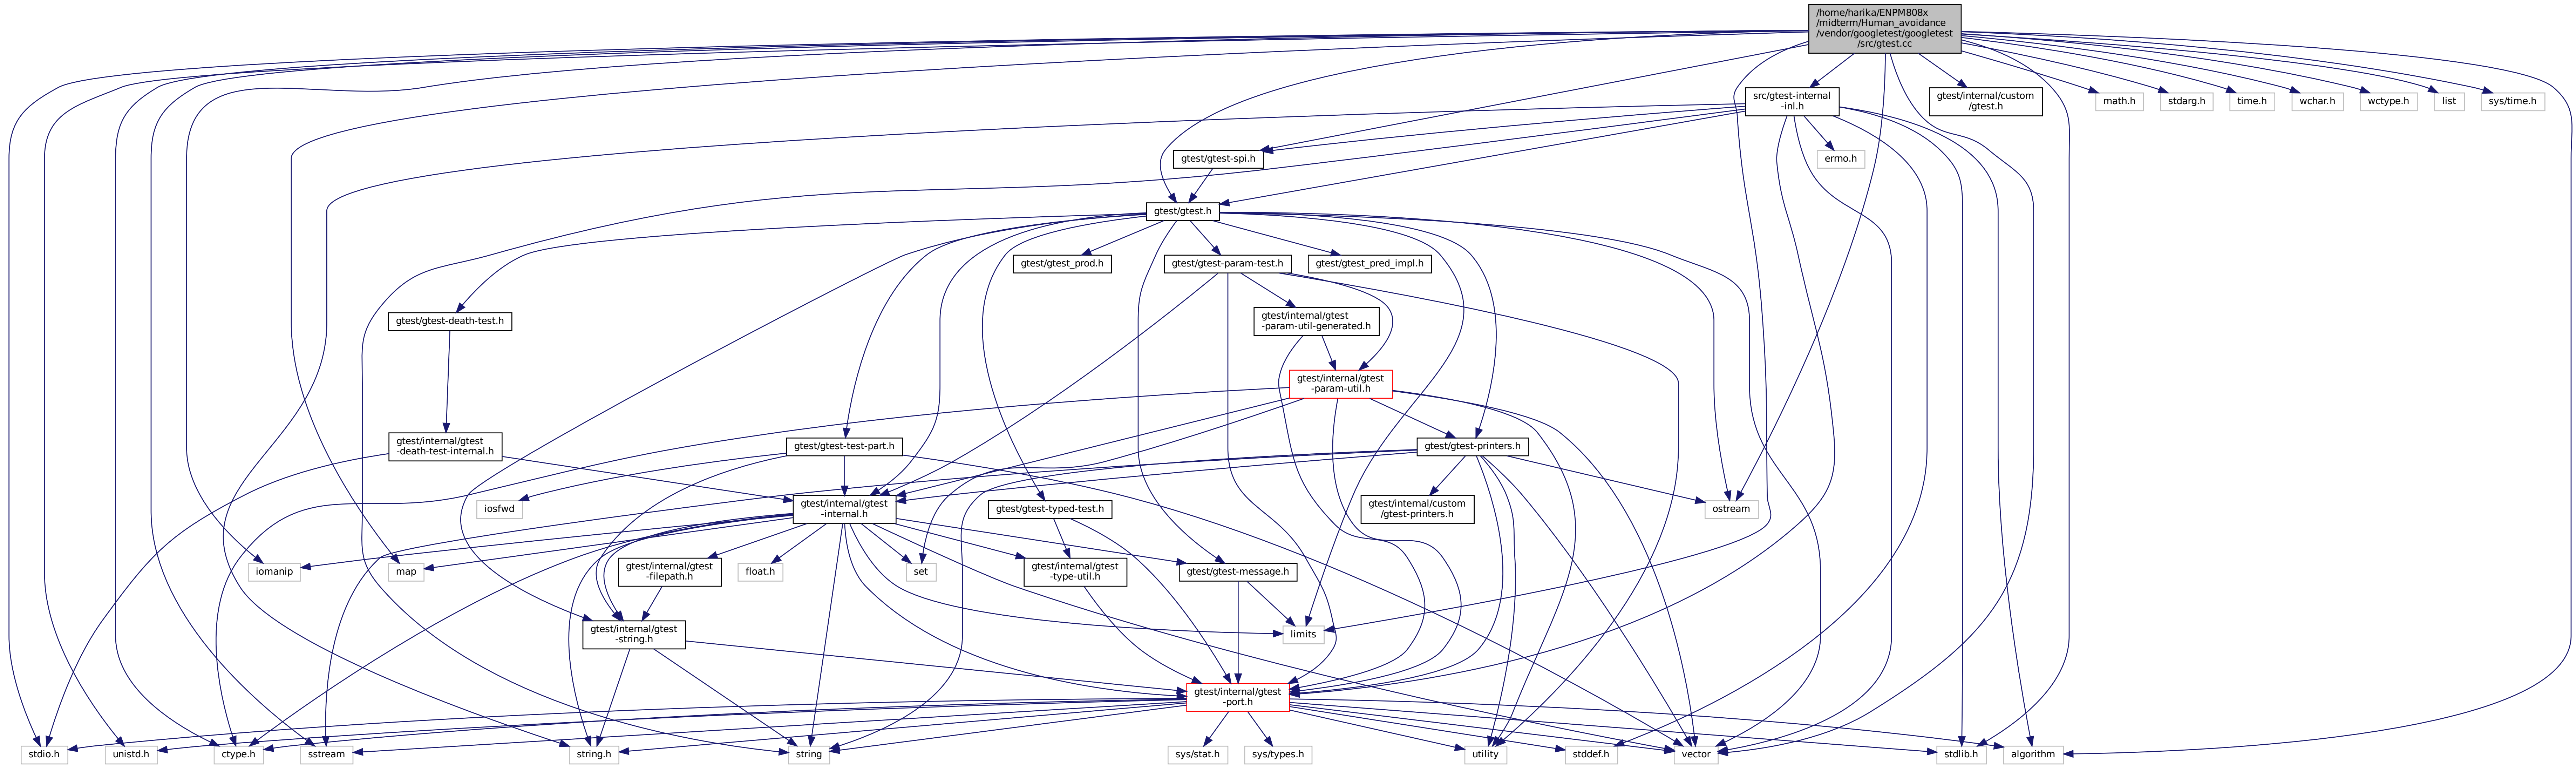 /home/harika/ENPM808x
/midterm/Human_avoidance
/vendor/googletest/googletest
/src/gtest.cc
src/gtest-internal
-inl.h
gtest/internal/custom
/gtest.h
math.h
stdarg.h
time.h
wchar.h
wctype.h
list
sys/time.h
gtest/gtest-spi.h
errno.h
gtest/gtest.h
gtest/gtest_prod.h
gtest/gtest-param-test.h
gtest/gtest_pred_impl.h
gtest/gtest-death-test.h
gtest/internal/gtest
-param-util-generated.h
gtest/internal/gtest
-param-util.h
gtest/internal/gtest
-death-test-internal.h
gtest/gtest-test-part.h
gtest/gtest-printers.h
iosfwd
gtest/internal/gtest
-internal.h
gtest/gtest-typed-test.h
gtest/internal/custom
/gtest-printers.h
ostream
iomanip
map
gtest/internal/gtest
-filepath.h
float.h
set
gtest/internal/gtest
-type-util.h
gtest/gtest-message.h
gtest/internal/gtest
-string.h
limits
gtest/internal/gtest
-port.h
stdio.h
unistd.h
ctype.h
sstream
string.h
string
sys/stat.h
sys/types.h
utility
stddef.h
vector
stdlib.h
algorithm